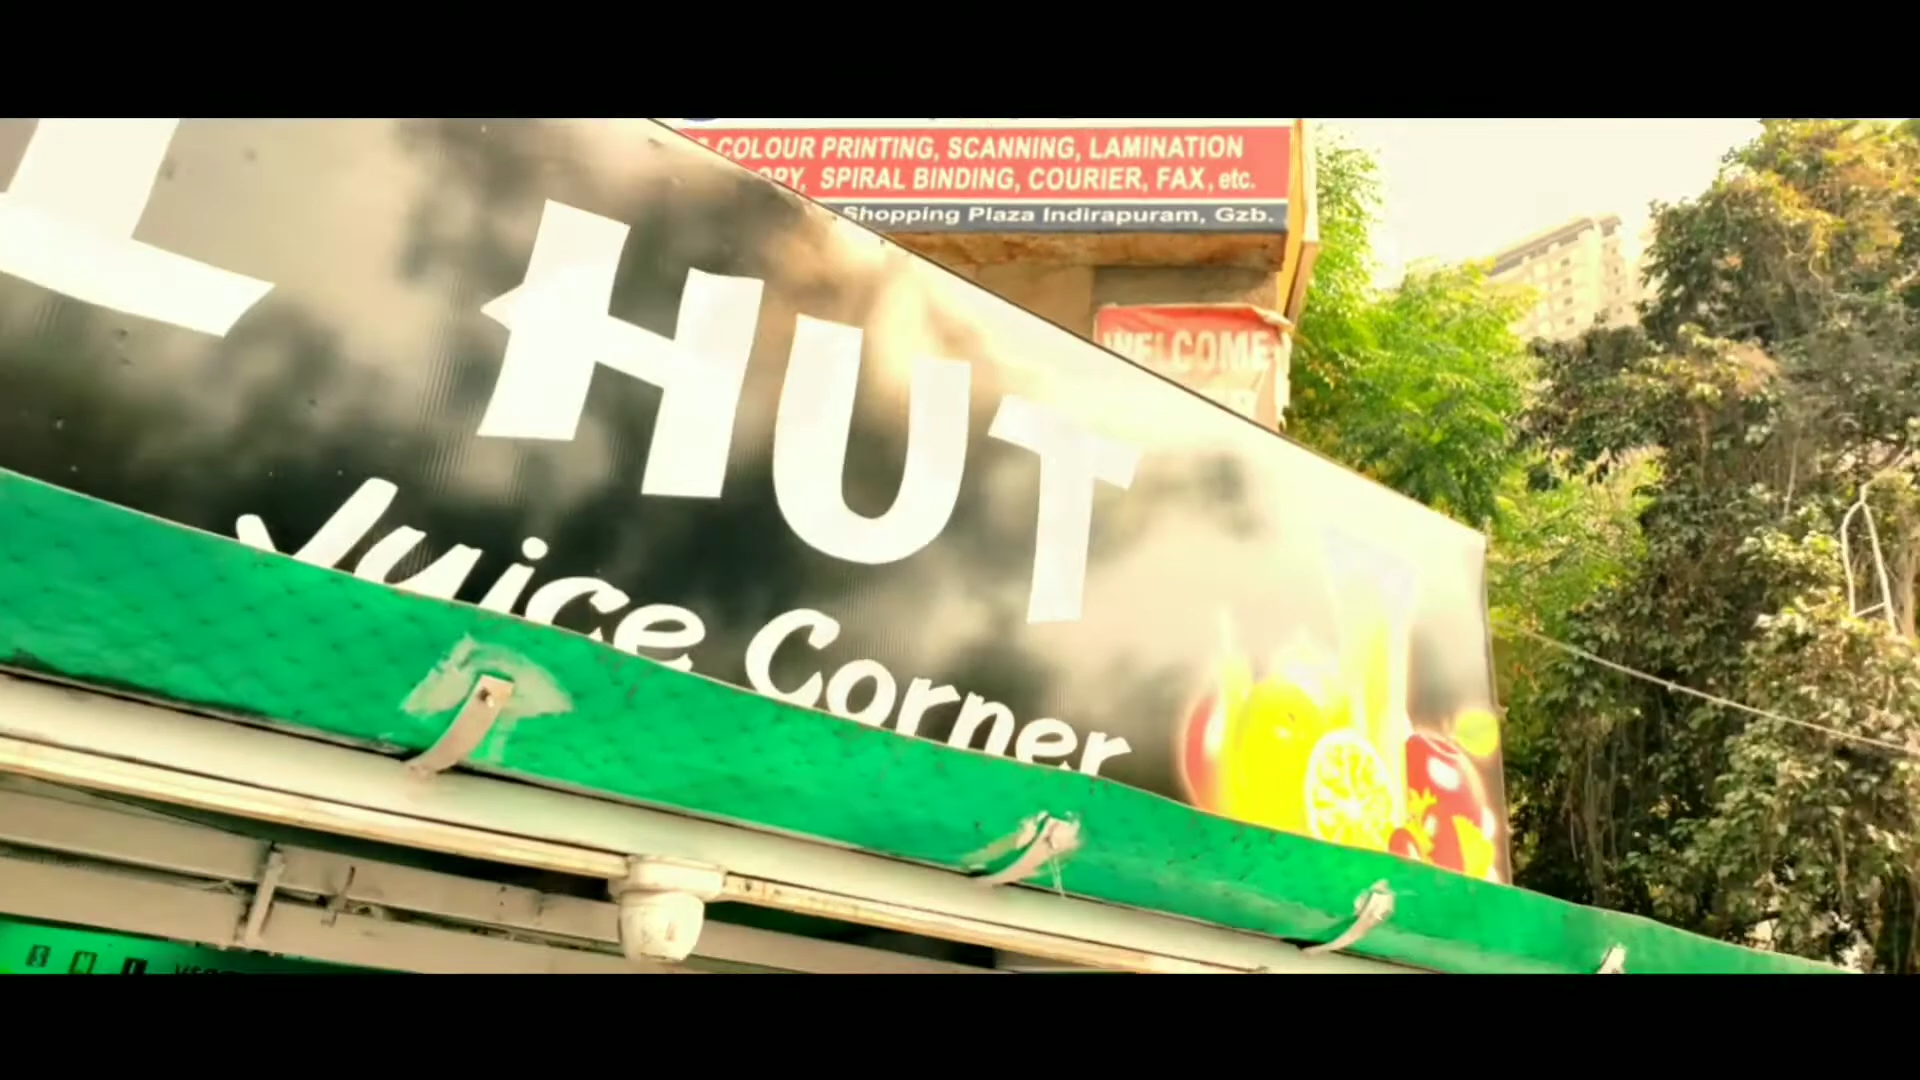 COLOUR PRINTING, SCANNING, LAMINATION
SPIRAL BINDING, COURIER, FAX, etc.
Shopping Plaza Indirapuram, Gzb.
WELCOME
HUT
Juice Corner